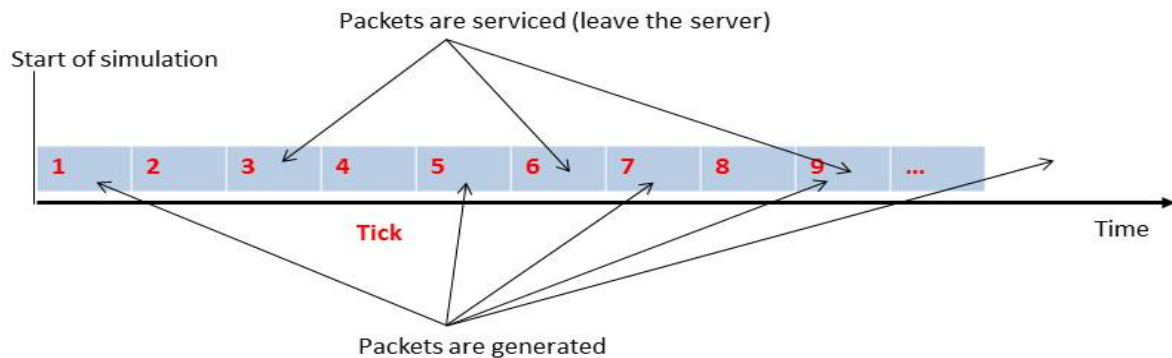 Packets are serviced (leave the server)
Start of simulation
1 2 3 4 5 6 7 8 9 ...
Tick
Time
Packets are generated